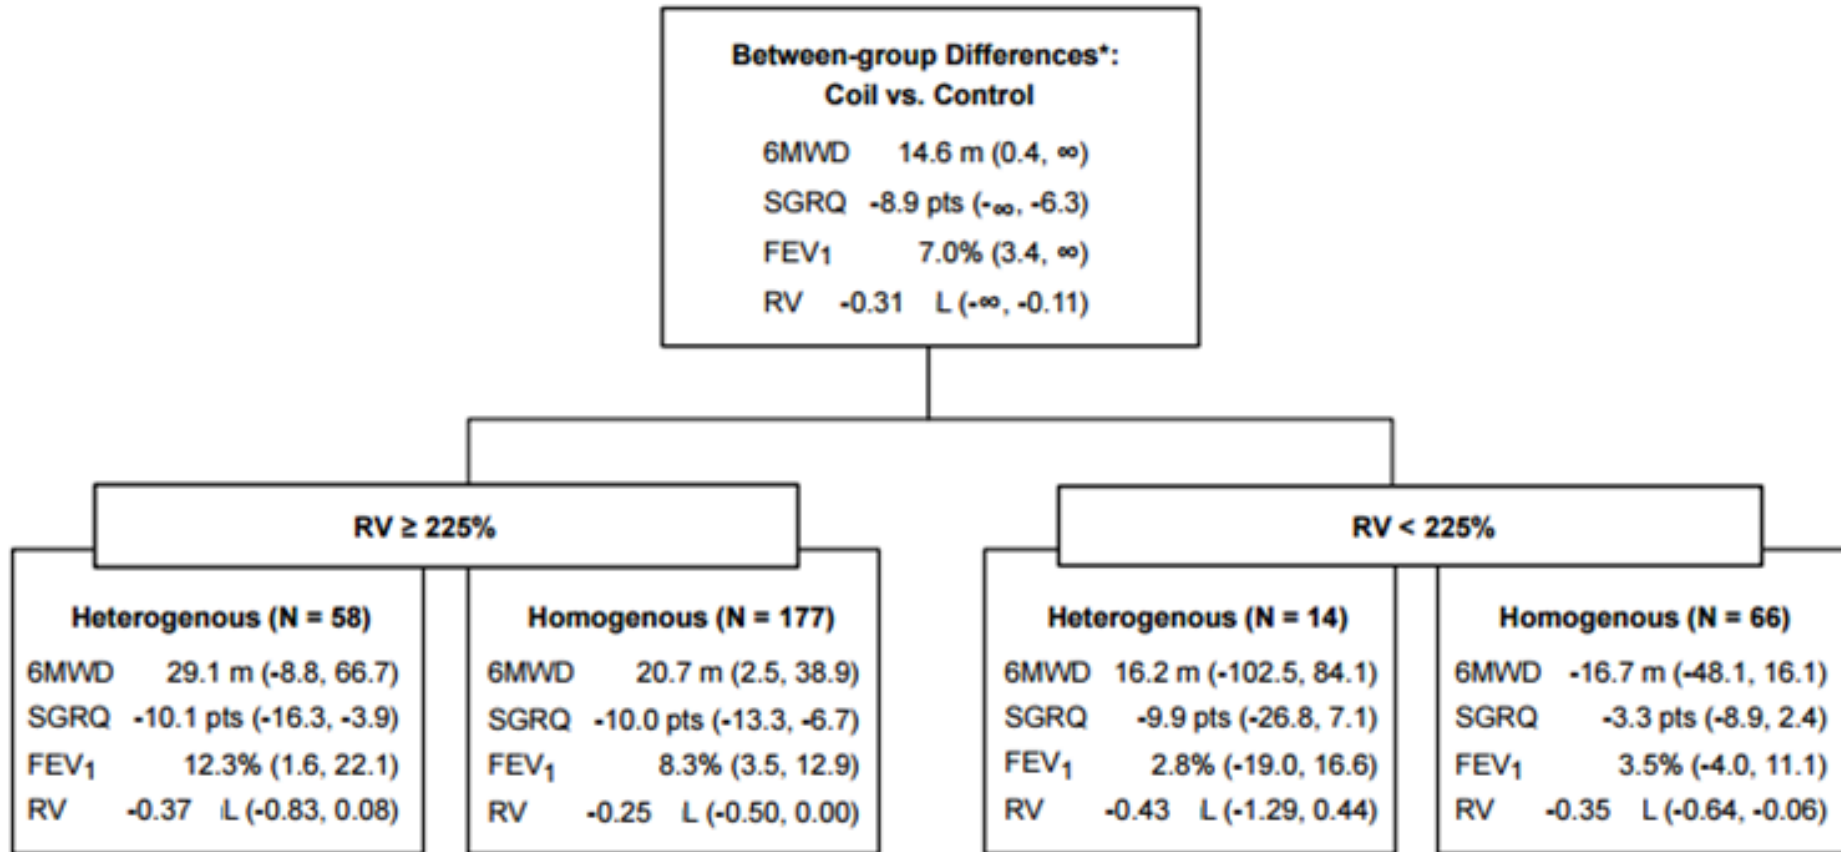 Between-group Differences*:
Coil vs. Control
6MWD 14.6 m (0.4, ∞)
SGRQ -8.9 pts (-∞, -6.3)
FEV1 7.0% (3.4, ∞)
RV -0.31 L (-∞, -0.11)
RV ≥ 225%
Heterogenous (N = 58)
6MWD 29.1 m (-8.8, 66.7)
SGRQ -10.1 pts (-16.3, -3.9)
FEV1 12.3% (1.6, 22.1)
RV -0.37 L (-0.83, 0.08)
Homogenous (N = 177)
6MWD 20.7 m (2.5, 38.9)
SGRQ -10.0 pts (-13.3, -6.7)
FEV1 8.3% (3.5, 12.9)
RV -0.25 L (-0.50, 0.00)
RV < 225%
Heterogenous (N = 14)
6MWD 16.2 m (-102.5, 84.1)
SGRQ -9.9 pts (-26.8, 7.1)
FEV1 2.8% (-19.0, 16.6)
RV -0.43 L (-1.29, 0.44)
Homogenous (N = 66)
6MWD -16.7 m (-48.1, 16.1)
SGRQ -3.3 pts (-8.9, 2.4)
FEV1 3.5% (-4.0, 11.1)
RV -0.35 L (-0.64, -0.06)